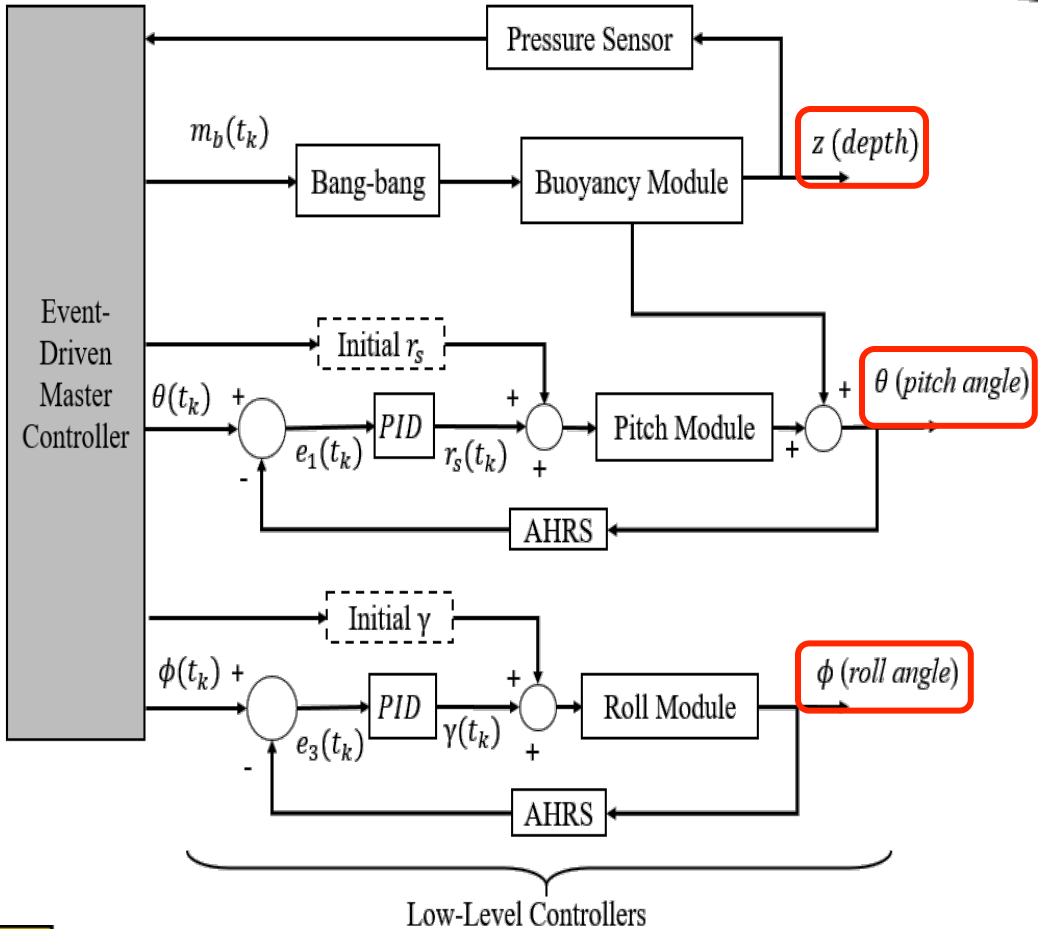 Pressure Sensor
m_b(t_k)
z (depth)
Bang-bang
Buoyancy Module
Event-
Driven
Master
Controller
Initial r_s
θ(t_k)
+
-
e_1(t_k)
PID
r_s(t_k)
+
+
Pitch Module
+
+
θ (pitch angle)
AHRS
Initial γ
ϕ(t_k)
+
-
e_3(t_k)
PID
γ(t_k)
+
+
Roll Module
ϕ (roll angle)
AHRS
Low-Level Controllers